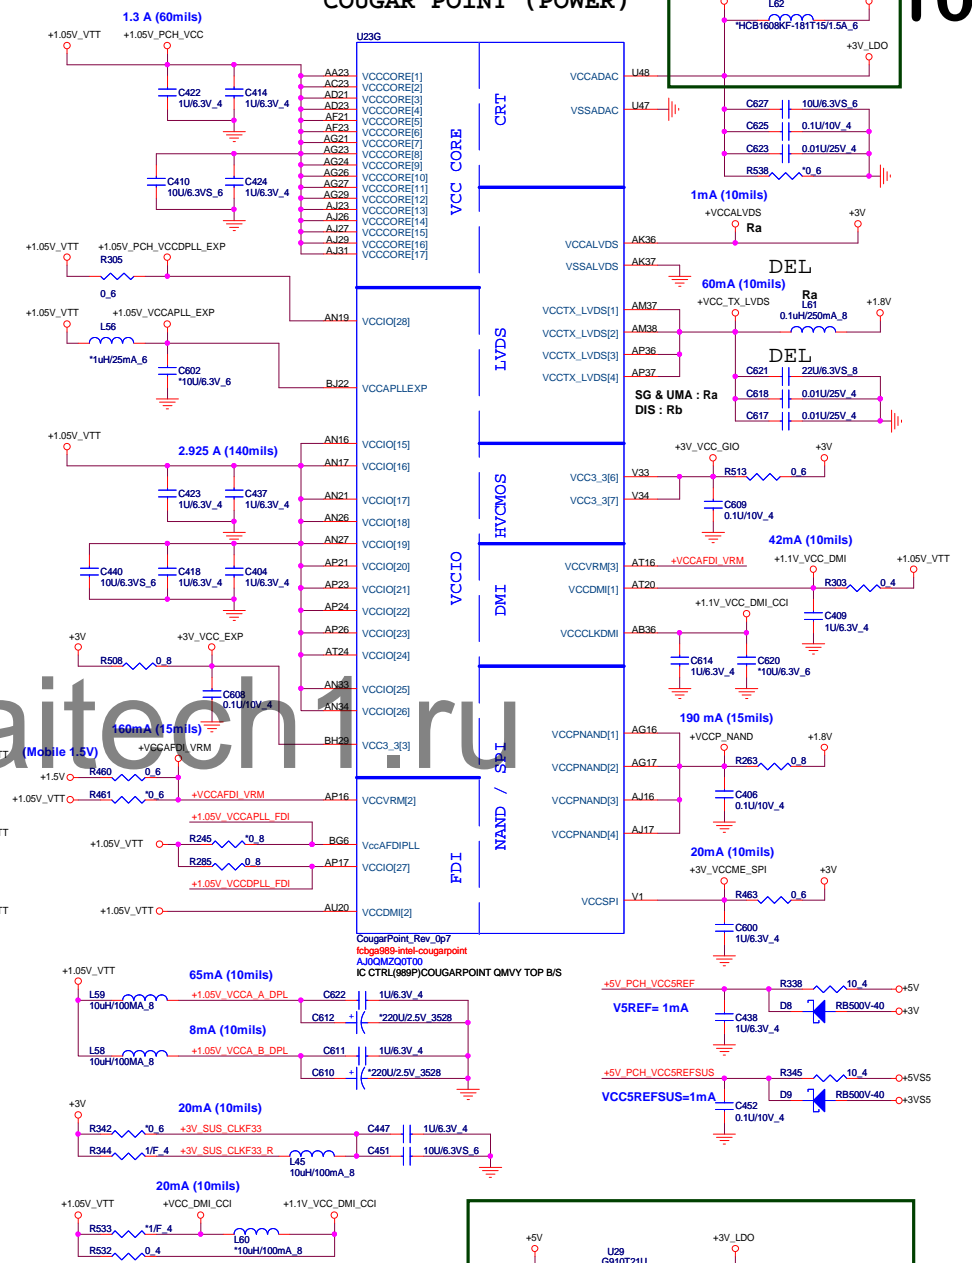 COUGAR POINT (POWER)
1.3 A (60mils)
+1.05V_VTT
+1.05V_PCH_VCC
C422
1U/6.3V_4
C414
1U/6.3V_4
C410
10U/6.3VS_6
C424
1U/6.3V_4
+1.05V_VTT
+1.05V_PCH_VCCDPLL_EXP
R305
0_6
+1.05V_VTT
+1.05V_VCCAPLL_EXP
L56
*1uH/25mA_6
C602
*10U/6.3V_6
+1.05V_VTT
2.925 A (140mils)
C423
1U/6.3V_4
C437
1U/6.3V_4
C440
10U/6.3VS_6
C418
1U/6.3V_4
C404
1U/6.3V_4
+3V
+3V_VCC_EXP
R508
0_8
C608
0.1U/10V_4
aitech1.ru
160mA (15mils)
(Mobile 1.5V)
+VCCAFDI_VRM
+1.5V
R460
0_6
+1.05V_VTT
R461
*0_6
+VCCAFDI_VRM
+1.05V_VCCAPLL_FDI
+1.05V_VTT
R245
*0_8
R285
0_8
+1.05V_VCCDPLL_FDI
+1.05V_VTT
TT
TT
TT
U23G
AA23 VCCCORE[1]
AC23 VCCCORE[2]
AD21 VCCCORE[3]
AD23 VCCCORE[4]
AF21 VCCCORE[5]
AF23 VCCCORE[6]
AG21 VCCCORE[7]
AG23 VCCCORE[8]
AG24 VCCCORE[9]
AG26 VCCCORE[10]
AG27 VCCCORE[11]
AG29 VCCCORE[12]
AJ23 VCCCORE[13]
AJ26 VCCCORE[14]
AJ27 VCCCORE[15]
AJ29 VCCCORE[16]
AJ31 VCCCORE[17]
AN19 VCCIO[28]
BJ22 VCCAPLLEXP
AN16 VCCIO[15]
AN17 VCCIO[16]
AN21 VCCIO[17]
AN26 VCCIO[18]
AN27 VCCIO[19]
AP21 VCCIO[20]
AP23 VCCIO[21]
AP24 VCCIO[22]
AP26 VCCIO[23]
AT24 VCCIO[24]
AN33 VCCIO[25]
AN34 VCCIO[26]
BH29 VCC3_3[3]
AP16 VCCVRM[2]
BG6 VccAFDIPLL
AP17 VCCIO[27]
AU20 VCCDMI[2]
VCC CORE
CRT
LVDS
HVCMOS
VCCIO
DMI
NAND / SPI
FDI
VCCADAC U48
VSSADAC U47
VCCALVDS AK36
VSSALVDS AK37
VCCTX_LVDS[1] AM37
VCCTX_LVDS[2] AM38
VCCTX_LVDS[3] AP36
VCCTX_LVDS[4] AP37
VCC3_3[6] V33
VCC3_3[7] V34
VCCVRM[3] AT16
VCCDMI[1] AT20
VCCCLKDMI AB36
VCCPNAND[1] AG16
VCCPNAND[2] AG17
VCCPNAND[3] AJ16
VCCPNAND[4] AJ17
VCCSPI V1
CougarPoint_Rev_0p7
fcbga989-intel-cougarpoint
AJ0QMZQ0T00
IC CTRL(989P)COUGARPOINT QMVY TOP B/S
L62
*HCB1608KF-181T15/1.5A_6
+3V_LDO
C627
10U/6.3VS_6
C625
0.1U/10V_4
C623
0.01U/25V_4
R538
*0_6
1mA (10mils)
+VCCALVDS
Ra
+3V
DEL
60mA (10mils)
+VCC_TX_LVDS
Ra
L61
0.1uH/250mA_8
+1.8V
DEL
C621
22U/6.3VS_8
C618
0.01U/25V_4
C617
0.01U/25V_4
SG & UMA : Ra
DIS : Rb
+3V_VCC_GIO
+3V
R513
0_6
C609
0.1U/10V_4
42mA (10mils)
+VCCAFDI_VRM
+1.1V_VCC_DMI
+1.05V_VTT
R303
0_4
C409
1U/6.3V_4
+1.1V_VCC_DMI_CCI
C614
1U/6.3V_4
C620
*10U/6.3V_6
190 mA (15mils)
+VCCP_NAND
+1.8V
R263
0_8
C406
0.1U/10V_4
20mA (10mils)
+3V_VCCME_SPI
+3V
R463
0_6
C600
1U/6.3V_4
+1.05V_VTT
65mA (10mils)
L59
10uH/100MA_8
+1.05V_VCCA_A_DPL
C622
1U/6.3V_4
C612
*220U/2.5V_3528
8mA (10mils)
L58
10uH/100MA_8
+1.05V_VCCA_B_DPL
C611
1U/6.3V_4
C610
*220U/2.5V_3528
+5V_PCH_VCC5REF
R338
10_4
+5V
V5REF= 1mA
D8
RB500V-40
+3V
C438
1U/6.3V_4
+5V_PCH_VCC5REFSUS
R345
10_4
+5VS5
VCC5REFSUS=1mA
D9
RB500V-40
+3VS5
C452
0.1U/10V_4
+3V
20mA (10mils)
R342
*0_6
+3V_SUS_CLKF33
C447
1U/6.3V_4
R344
1/F_4
+3V_SUS_CLKF33_R
L45
10uH/100mA_8
C451
10U/6.3VS_6
20mA (10mils)
+1.05V_VTT
+VCC_DMI_CCI
+1.1V_VCC_DMI_CCI
R533
*1/F_4
L60
*10uH/100mA_8
R532
0_4
+5V
U29
G910T21U
+3V_LDO